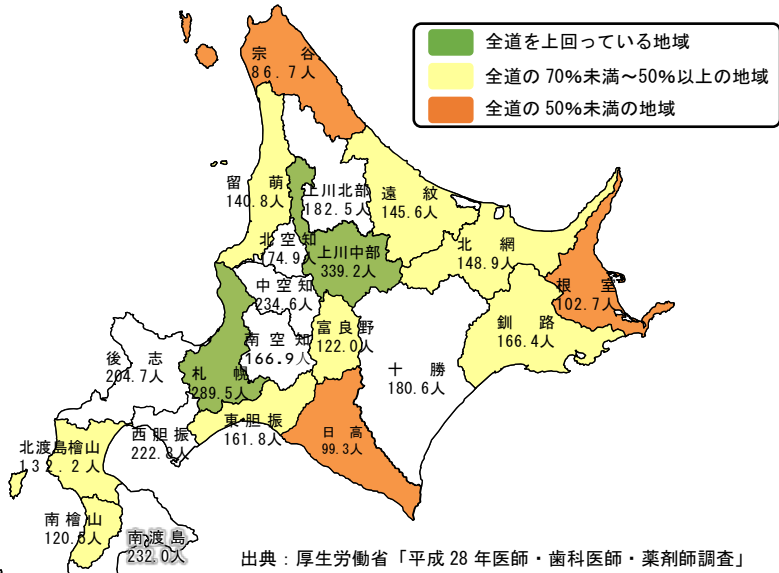 全道を上回っている地域
全道の 70%未満～50%以上の地域
全道の 50%未満の地域
宗　谷
86.7人
留　萌
140.8人
上川北部
182.5人
遠　紋
145.6人
北空知
174.9人
上川中部
339.2人
北　網
148.9人
根　室
102.7人
中空知
234.6人
富良野
122.0人
釧　路
166.4人
南空知
166.9人
後　志
204.7人
札　幌
289.5人
十　勝
180.6人
東胆振
161.8人
西胆振
222.8人
日　高
99.3人
北渡島檜山
132.2人
南檜山
120.5人
南渡島
232.0人
出典：厚生労働省「平成 28 年医師・歯科医師・薬剤師調査」